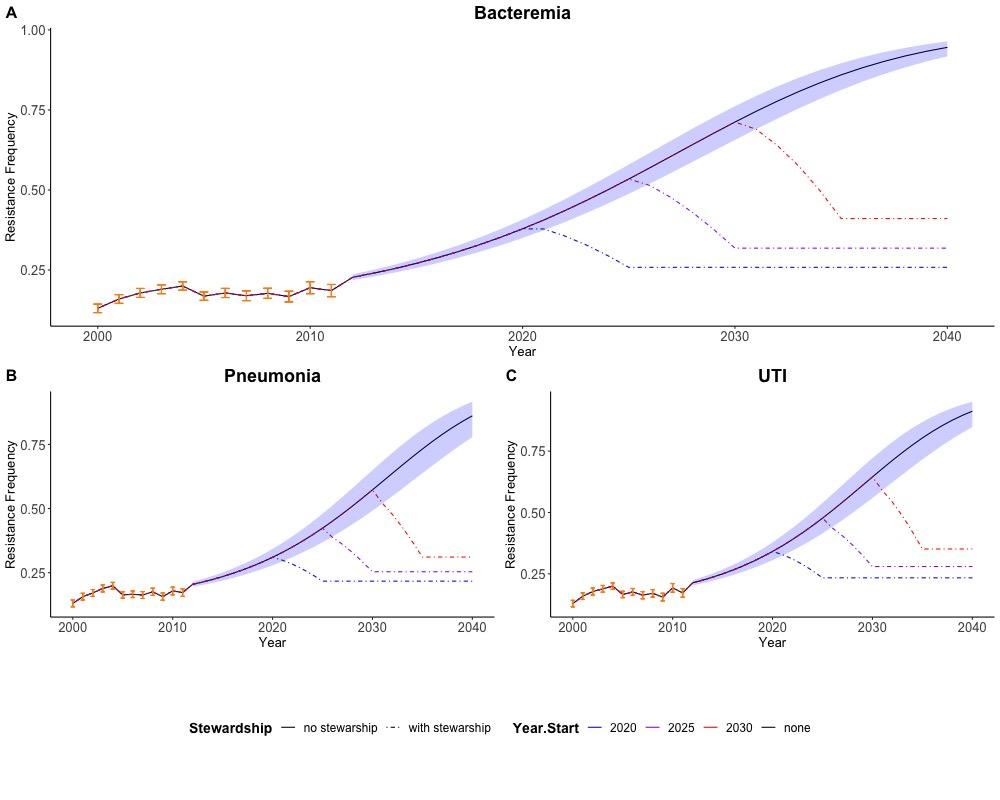 A
Bacteremia
Resistance Frequency
1.00
0.75
0.50
0.25
2000
2010
2020
2030
2040
Year
B
Pneumonia
Resistance Frequency
0.75
0.50
0.25
2000
2010
2020
2030
2040
Year
C
UTI
Resistance Frequency
0.75
0.50
0.25
2000
2010
2020
2030
2040
Year
Stewardship no stewarship with stewarship Year.Start 2020 2025 2030 none